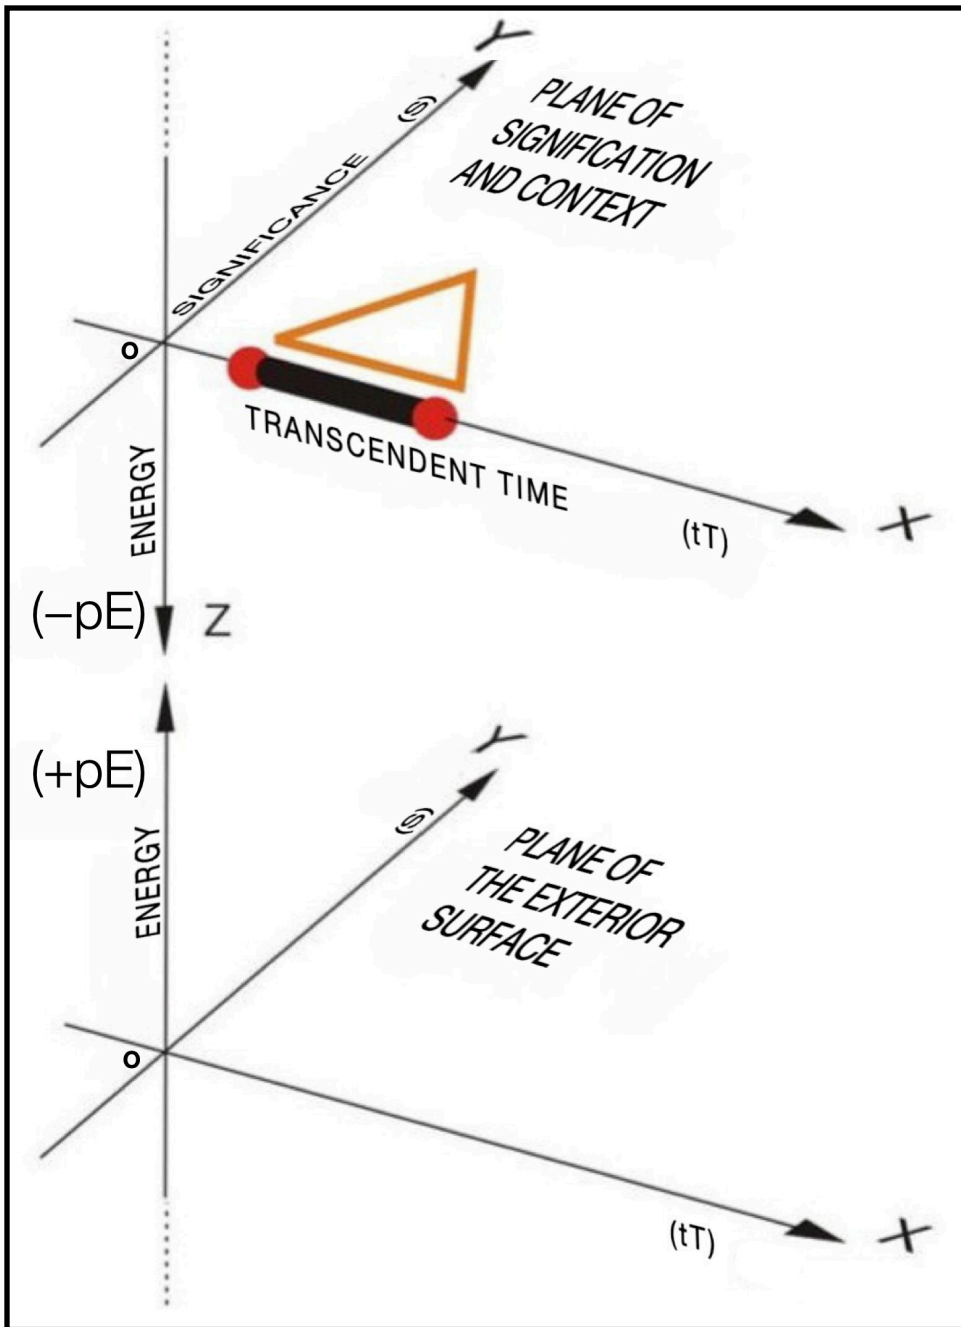 Y
(S)
SIGNIFICANCE
PLANE OF
SIGNIFICATION
AND CONTEXT
o
TRANSCENDENT TIME
(tT)
X
ENERGY
(–pE)
Z
(+pE)
ENERGY
Y
(S)
PLANE OF
THE EXTERIOR
SURFACE
o
(tT)
X